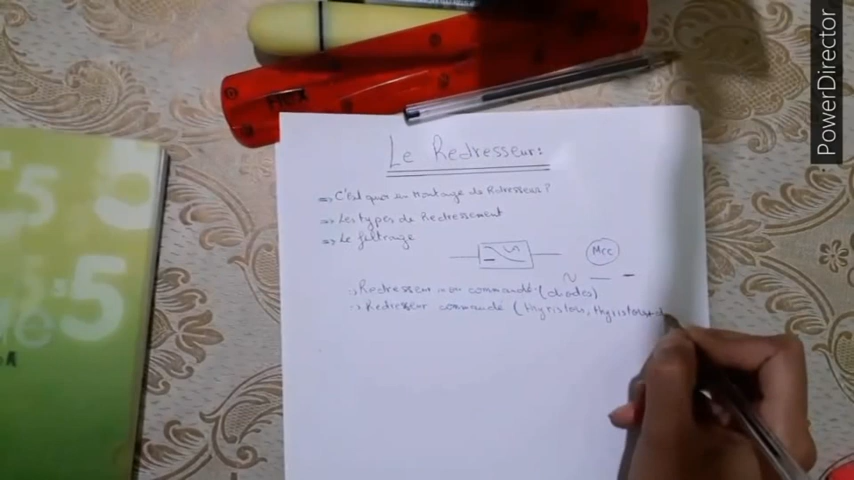 Le Redresseur:
=> C'est quoi un Montage de Redresseur?
=> Les types de Redressement
=> Le filtrage
Mcc
-> Redresseur non commandé (diodes)
-> Redresseur commandé (thyristors, thyristors+d
PowerDirector